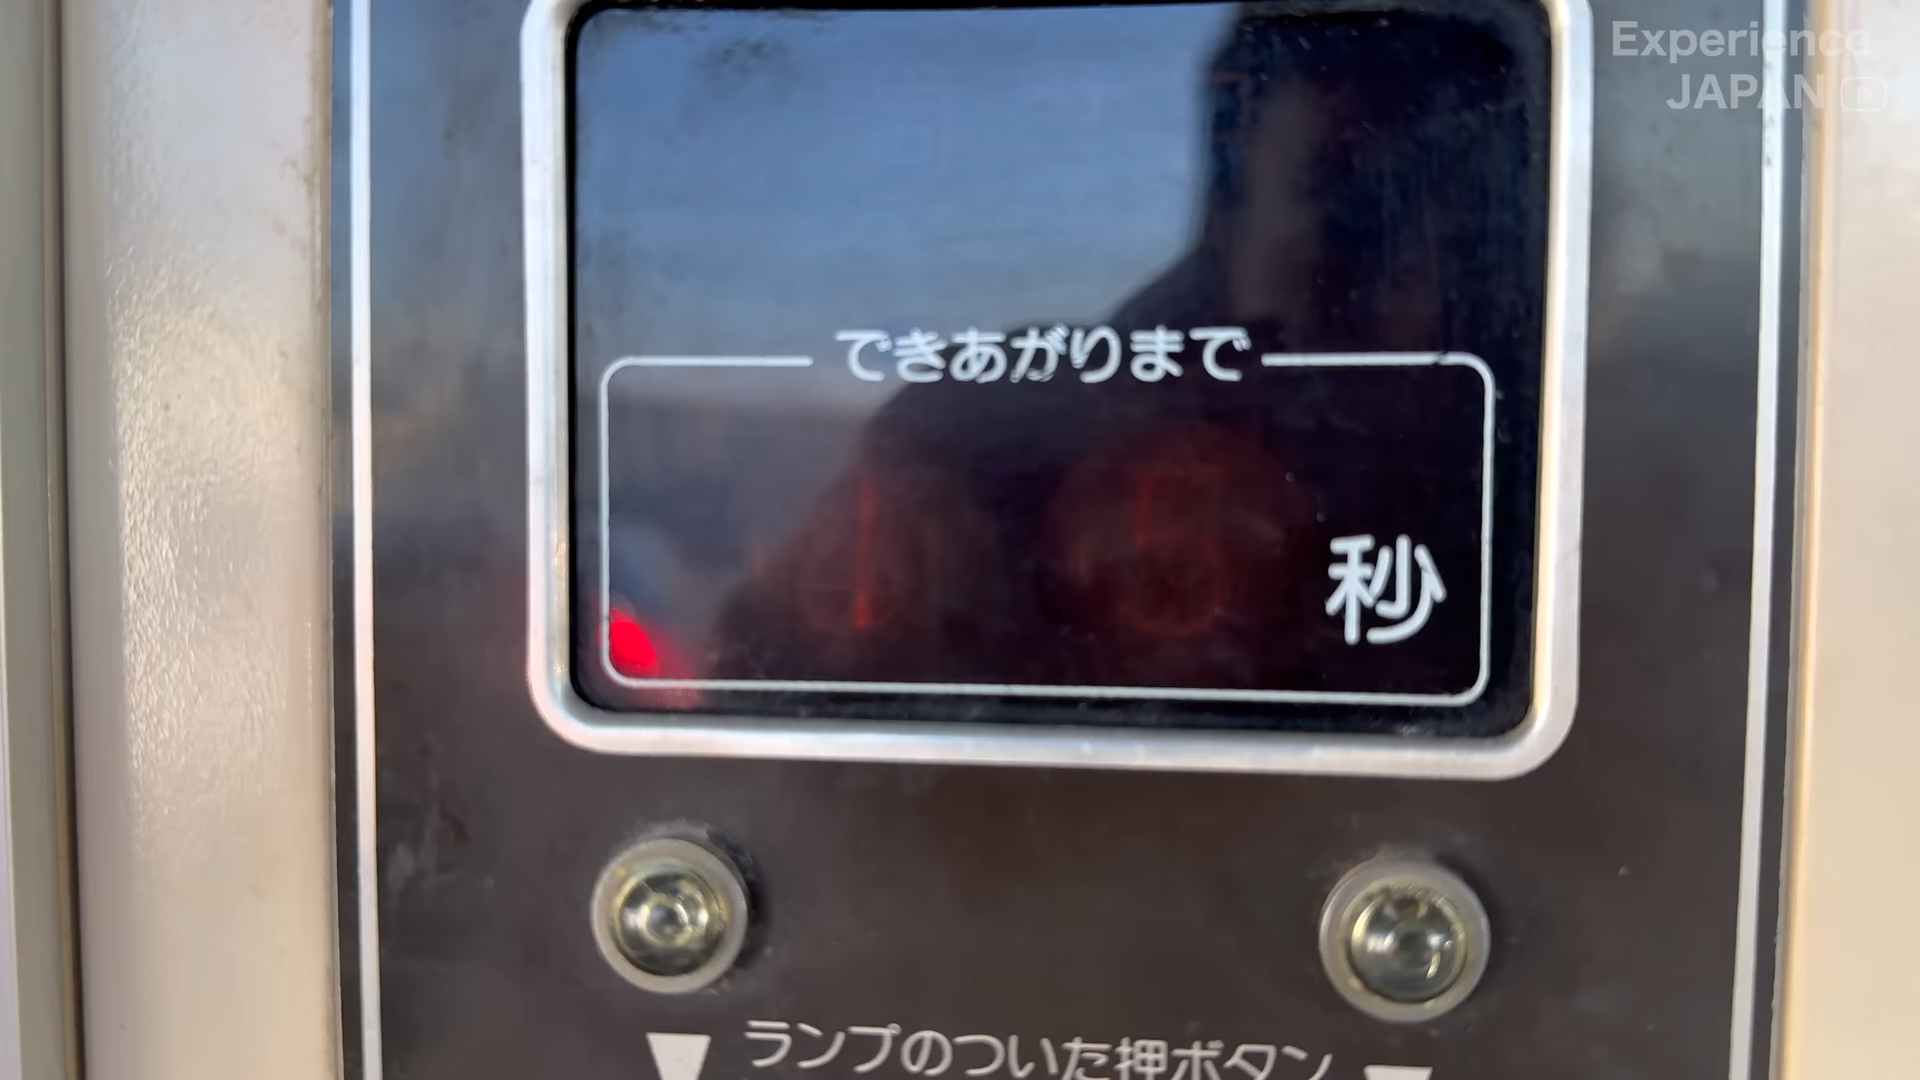 Experience
JAPAN
できあがりまで
秒
ランプのついた押ボタン